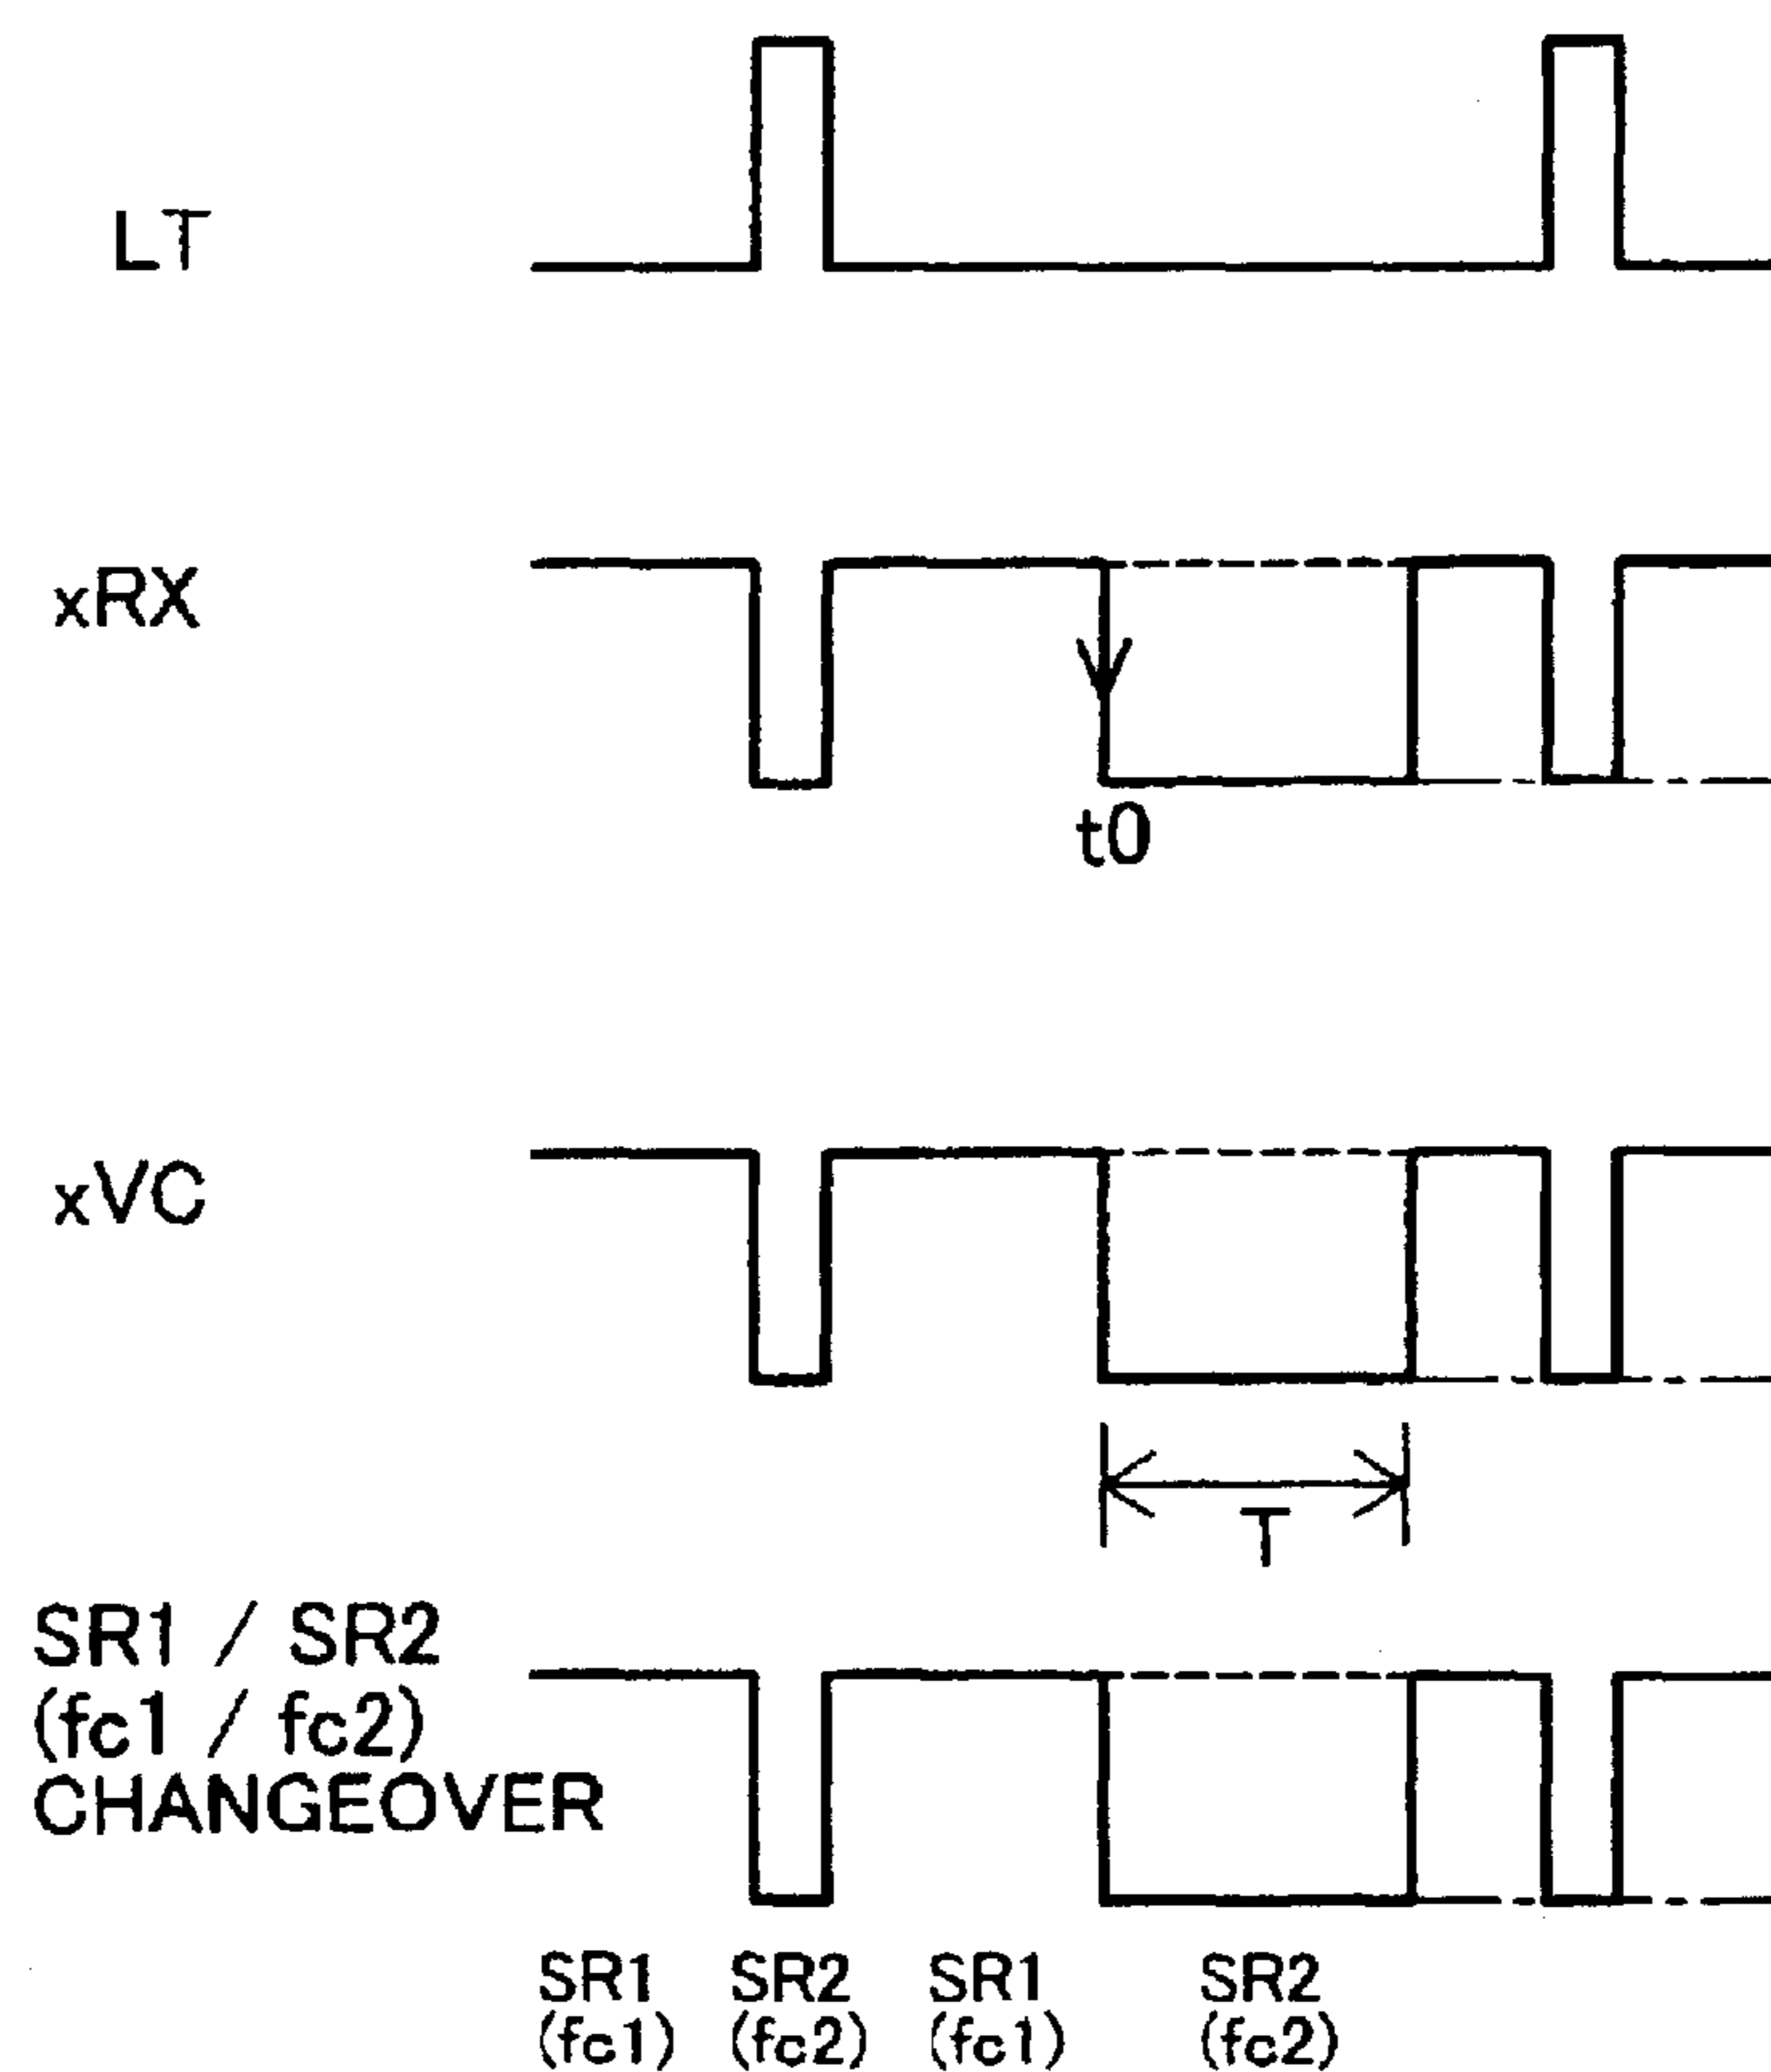 LT
xRX
t0
xVC
T
SR1 / SR2
(fc1 / fc2)
CHANGEOVER
SR1 SR2 SR1 SR2
(fc1) (fc2) (fc1) (fc2)